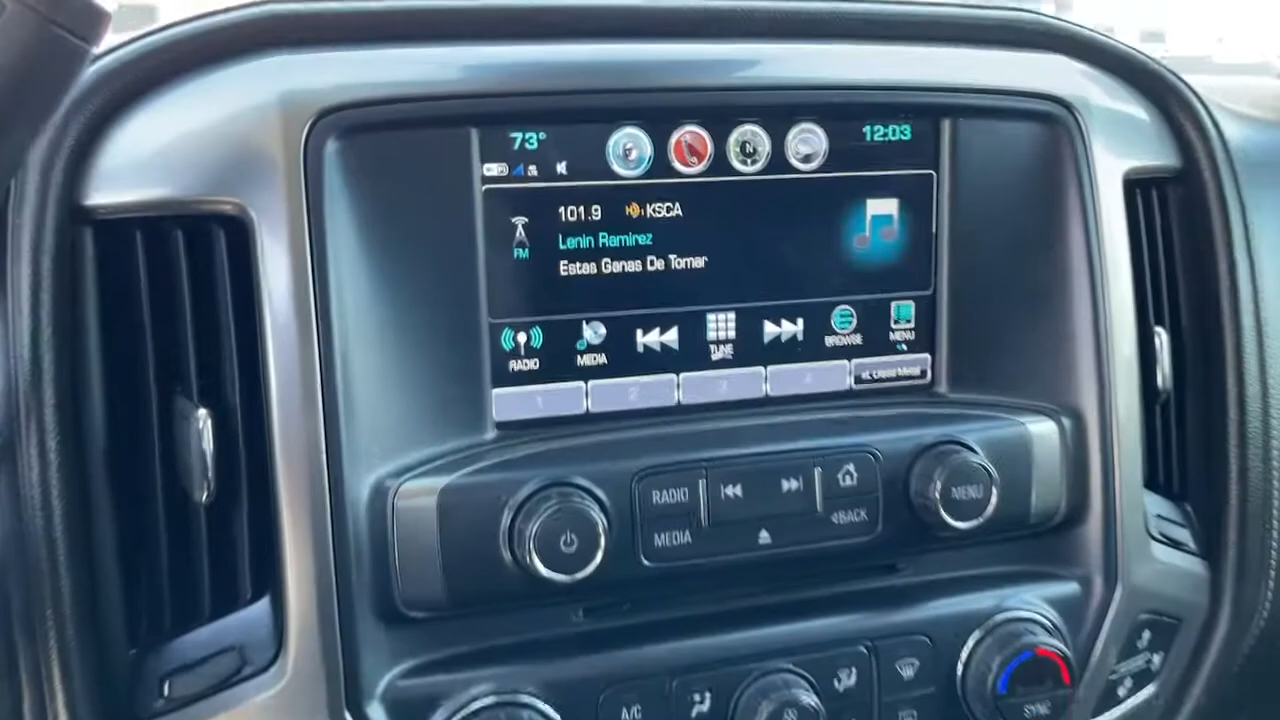 73° 12:03
N
101.9 KSCA
FM
Lenin Ramirez
Estas Ganas De Tomar
RADIO MEDIA TUNE BROWSE MENU
1 2 3 4
RADIO
MEDIA
BACK
MENU
A/C
SYNC